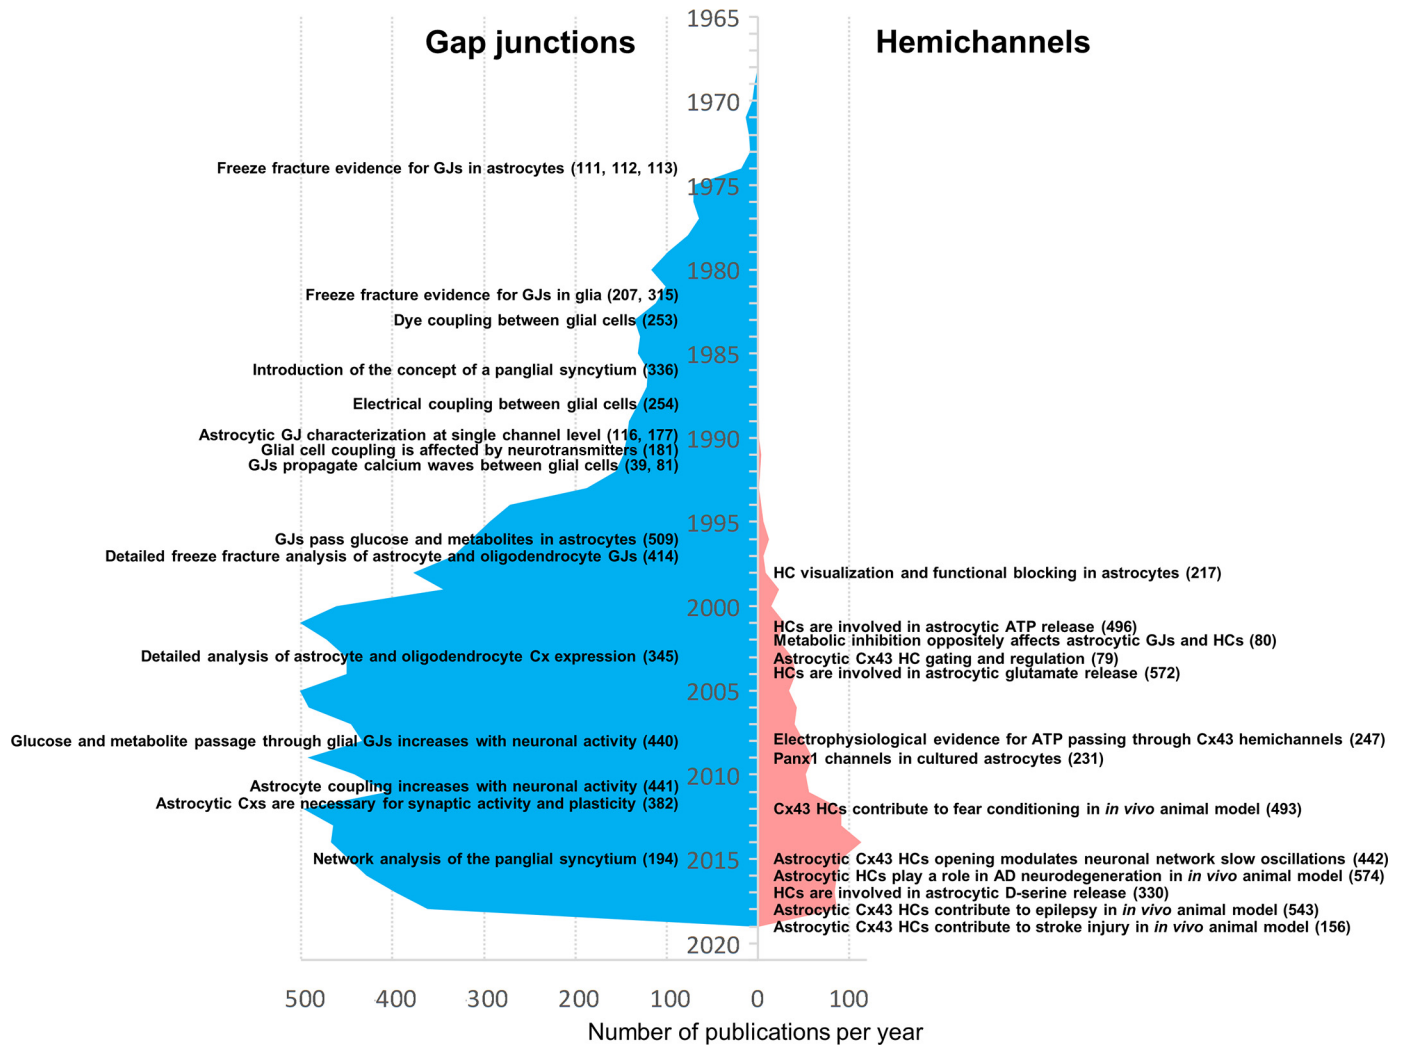 Gap junctions
Hemichannels
1965
1970
Freeze fracture evidence for GJs in astrocytes (111, 112, 113)
1975
1980
Freeze fracture evidence for GJs in glia (207, 315)
Dye coupling between glial cells (253)
1985
Introduction of the concept of a panglial syncytium (336)
Electrical coupling between glial cells (254)
Astrocytic GJ characterization at single channel level (116, 177)
1990
Glial cell coupling is affected by neurotransmitters (181)
GJs propagate calcium waves between glial cells (39, 81)
1995
GJs pass glucose and metabolites in astrocytes (509)
Detailed freeze fracture analysis of astrocyte and oligodendrocyte GJs (414)
HC visualization and functional blocking in astrocytes (217)
2000
HCs are involved in astrocytic ATP release (496)
Metabolic inhibition oppositely affects astrocytic GJs and HCs (80)
Detailed analysis of astrocyte and oligodendrocyte Cx expression (345)
Astrocytic Cx43 HC gating and regulation (79)
HCs are involved in astrocytic glutamate release (572)
2005
Glucose and metabolite passage through glial GJs increases with neuronal activity (440)
Electrophysiological evidence for ATP passing through Cx43 hemichannels (247)
Panx1 channels in cultured astrocytes (231)
2010
Astrocyte coupling increases with neuronal activity (441)
Astrocytic Cxs are necessary for synaptic activity and plasticity (382)
Cx43 HCs contribute to fear conditioning in in vivo animal model (493)
Network analysis of the panglial syncytium (194)
2015
Astrocytic Cx43 HCs opening modulates neuronal network slow oscillations (442)
Astrocytic HCs play a role in AD neurodegeneration in in vivo animal model (574)
HCs are involved in astrocytic D-serine release (330)
Astrocytic Cx43 HCs contribute to epilepsy in in vivo animal model (543)
Astrocytic Cx43 HCs contribute to stroke injury in in vivo animal model (156)
2020
500 400 300 200 100 0 100
Number of publications per year